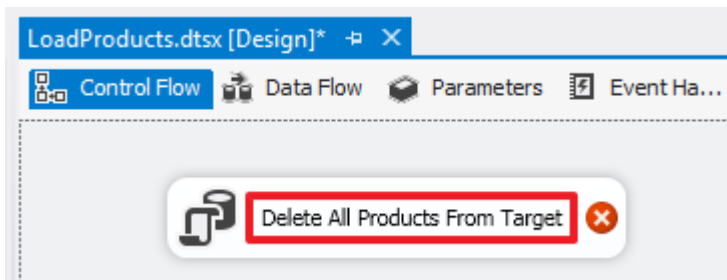 LoadProducts.dtsx [Design]*
Control Flow Data Flow Parameters Event Ha...
Delete All Products From Target